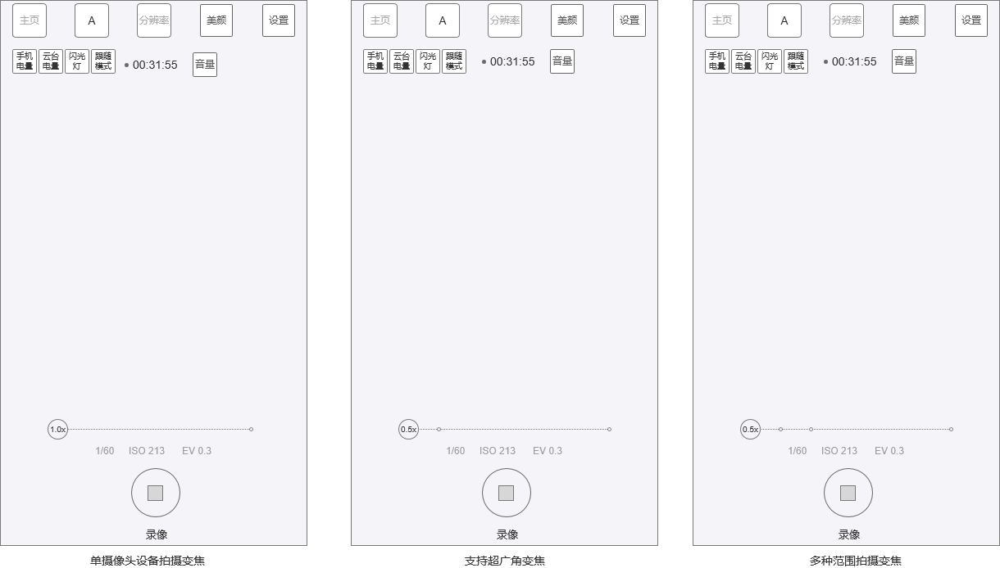 主页 A 分辨率 美颜 设置
手机电量 云台电量 闪光灯 跟随模式 00:31:55 音量
1.0x
1/60 ISO 213 EV 0.3
录像
单摄像头设备拍摄变焦
主页 A 分辨率 美颜 设置
手机电量 云台电量 闪光灯 跟随模式 00:31:55 音量
0.5x
1/60 ISO 213 EV 0.3
录像
支持超广角变焦
主页 A 分辨率 美颜 设置
手机电量 云台电量 闪光灯 跟随模式 00:31:55 音量
0.5x
1/60 ISO 213 EV 0.3
录像
多种范围拍摄变焦